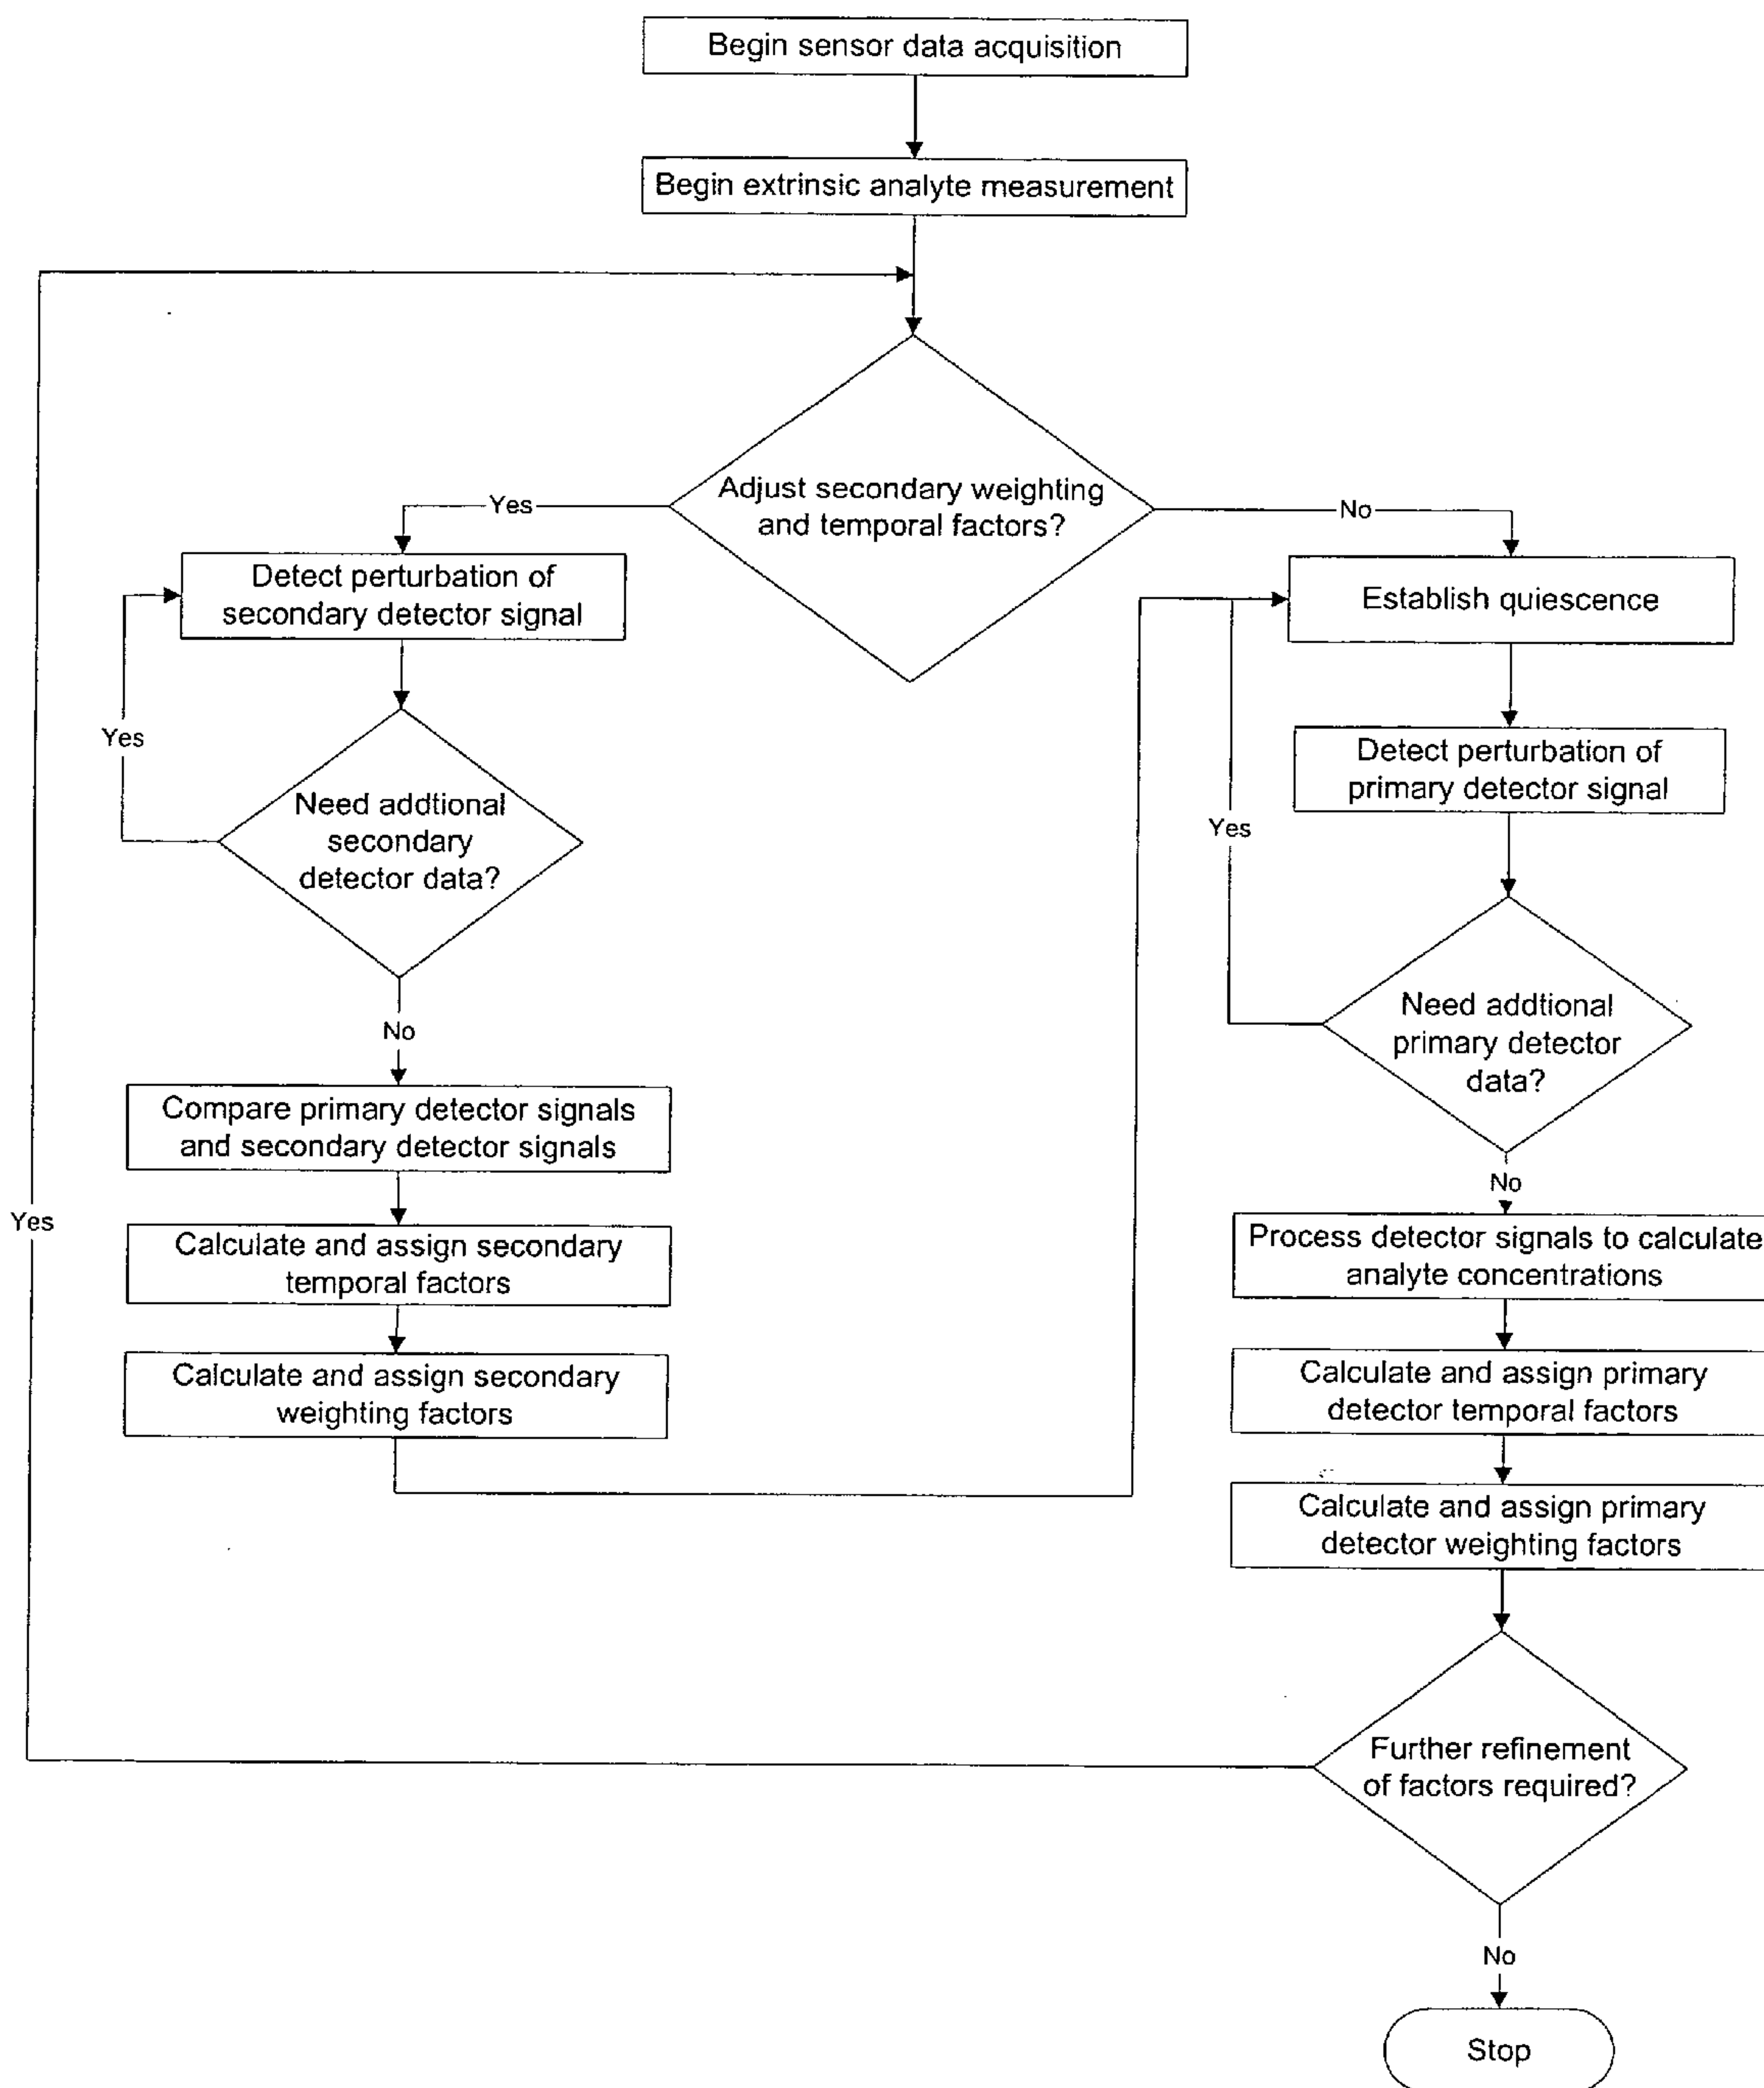 Begin sensor data acquisition
Begin extrinsic analyte measurement
Adjust secondary weighting
and temporal factors?
Yes
No
Detect perturbation of
secondary detector signal
Yes
Need addtional
secondary
detector data?
No
Compare primary detector signals
and secondary detector signals
Calculate and assign secondary
temporal factors
Calculate and assign secondary
weighting factors
Establish quiescence
Detect perturbation of
primary detector signal
Yes
Need addtional
primary detector
data?
No
Process detector signals to calculate
analyte concentrations
Calculate and assign primary
detector temporal factors
Calculate and assign primary
detector weighting factors
Further refinement
of factors required?
Yes
No
Stop